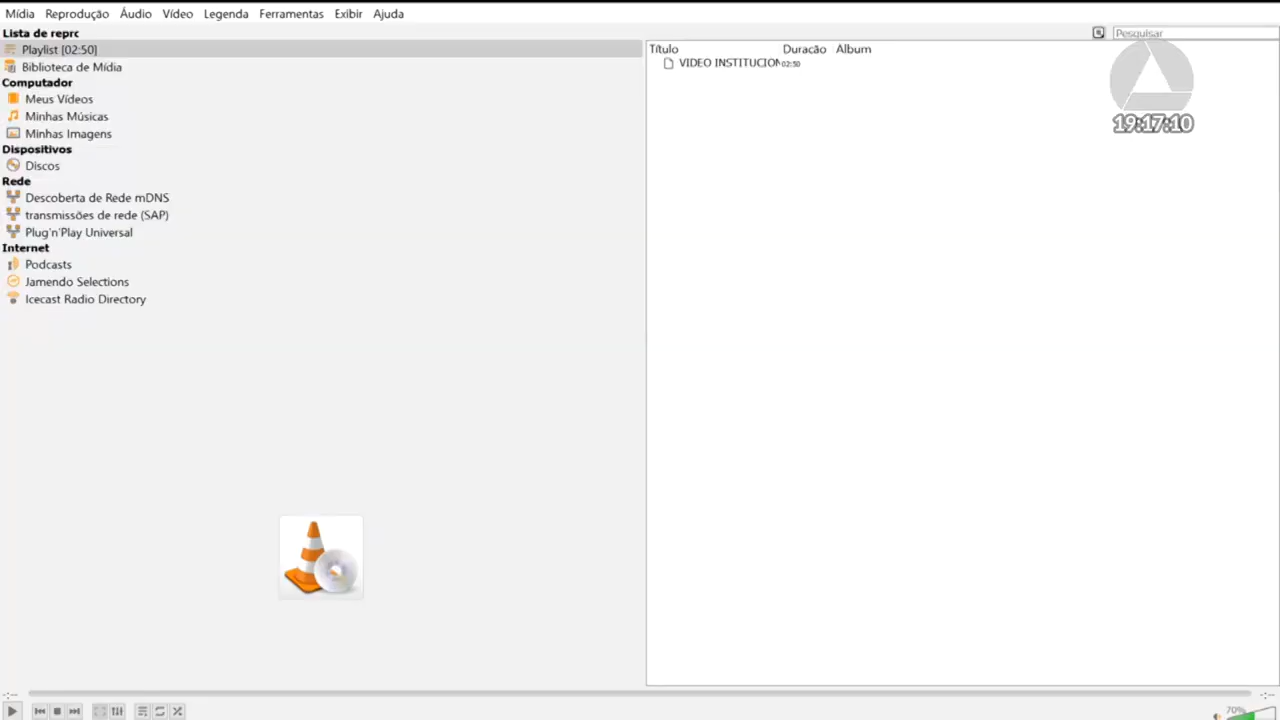 Mídia Reprodução Áudio Vídeo Legenda Ferramentas Exibir Ajuda
Lista de repro
Pesquisar
Playlist [02:50]
Título Duração Album
Biblioteca de Mídia
VIDEO INSTITUCION 02:50
Computador
Meus Vídeos
Minhas Músicas
19:17:10
Minhas Imagens
Dispositivos
Discos
Rede
Descoberta de Rede mDNS
transmissões de rede (SAP)
Plug'n'Play Universal
Internet
Podcasts
Jamendo Selections
Icecast Radio Directory
-:--
-:--
70%